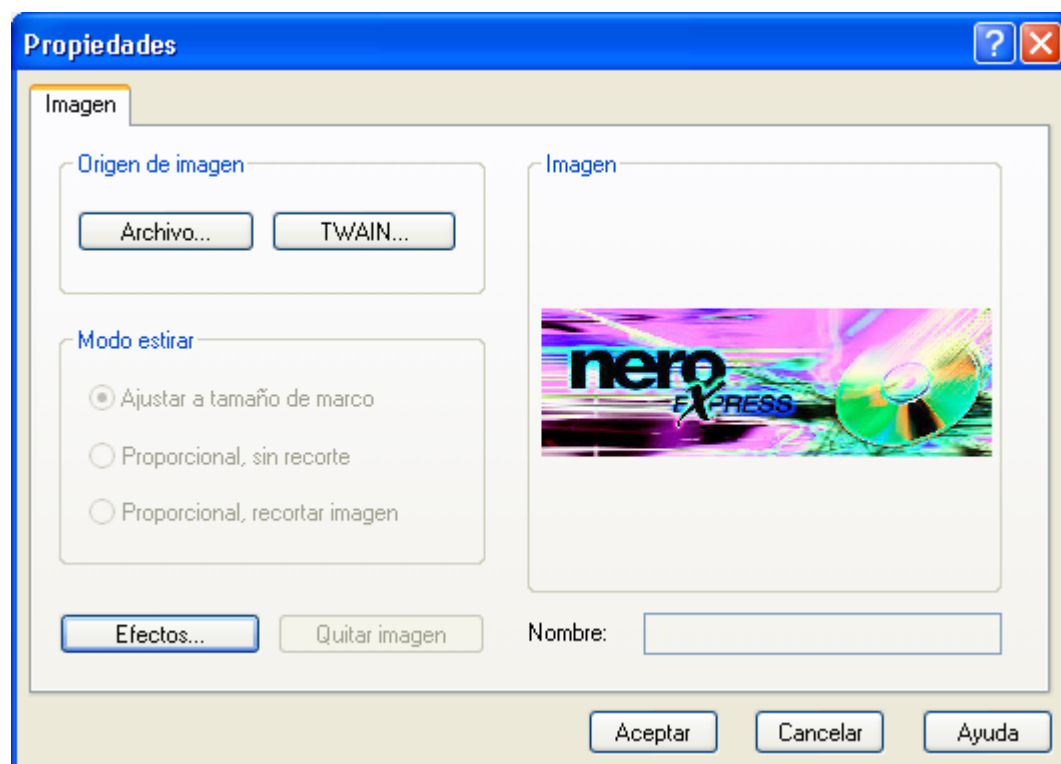 Propiedades
Imagen
Origen de imagen
Archivo...
TWAIN...
Modo estirar
Ajustar a tamaño de marco
Proporcional, sin recorte
Proporcional, recortar imagen
Efectos...
Quitar imagen
Imagen
nero
EXPRESS
Nombre:
Aceptar
Cancelar
Ayuda